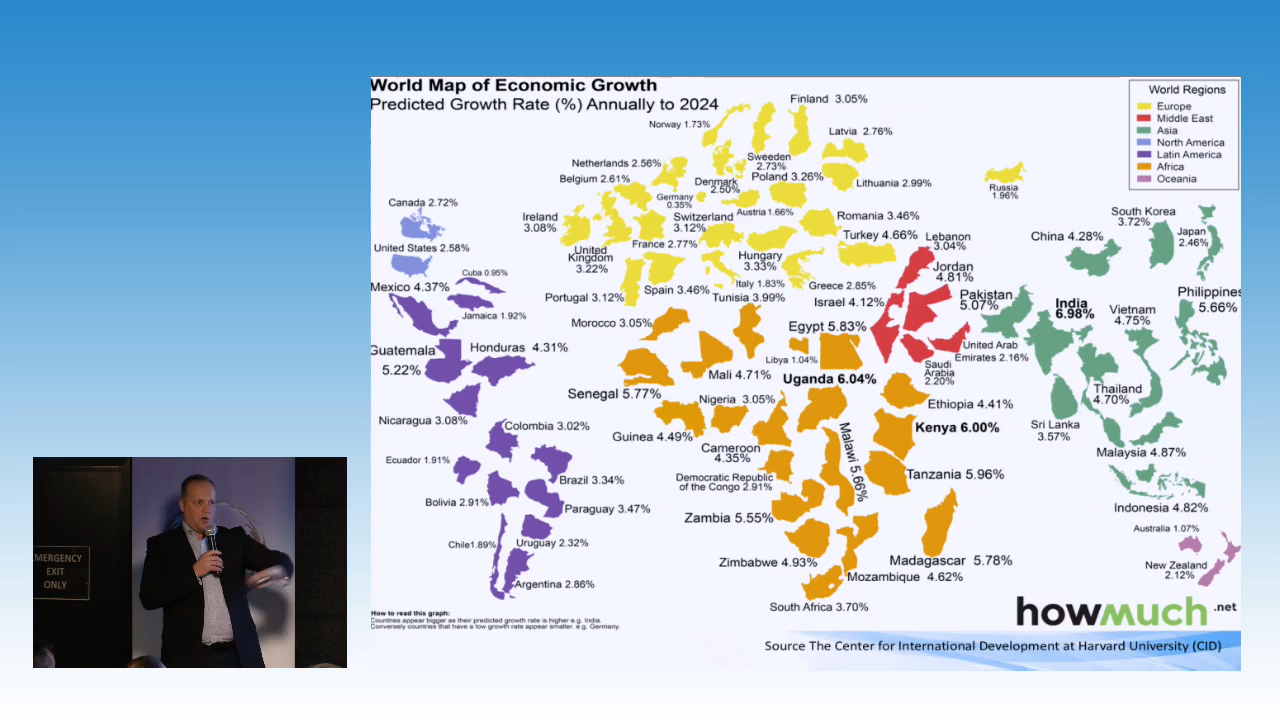 World Map of Economic Growth
Predicted Growth Rate (%) Annually to 2024
World Regions
Europe
Middle East
Asia
North America
Latin America
Africa
Oceania
Finland 3.05%
Norway 1.73%
Latvia 2.76%
Sweden
2.73%
Netherlands 2.56%
Belgium 2.61%
Denmark
2.50%
Poland 3.26%
Lithuania 2.99%
Russia
1.96%
Germany
0.35%
Canada 2.72%
Ireland
3.08%
Switzerland
3.12%
Austria 1.66%
Romania 3.46%
South Korea
3.72%
Japan
2.46%
United States 2.58%
United
Kingdom
3.22%
France 2.77%
Hungary
3.33%
Turkey 4.66%
Lebanon
3.04%
China 4.28%
Cuba 0.95%
Mexico 4.37%
Jamaica 1.92%
Portugal 3.12%
Spain 3.46%
Italy 1.83%
Greece 2.85%
Jordan
4.81%
Tunisia 3.99%
Israel 4.12%
Pakistan
5.07%
India
6.98%
Vietnam
4.75%
Philippines
5.66%
Morocco 3.05%
Egypt 5.83%
Libya 1.04%
United Arab
Emirates 2.16%
Guatemala
5.22%
Honduras 4.31%
Mali 4.71%
Uganda 6.04%
Saudi
Arabia
2.20%
Thailand
4.70%
Senegal 5.77%
Nigeria 3.05%
Ethiopia 4.41%
Nicaragua 3.08%
Colombia 3.02%
Guinea 4.49%
Malawi 5.66%
Kenya 6.00%
Sri Lanka
3.57%
Cameroon
4.35%
Malaysia 4.87%
Ecuador 1.91%
Brazil 3.34%
Democratic Republic
of the Congo 2.91%
Tanzania 5.96%
Bolivia 2.91%
Paraguay 3.47%
Zambia 5.55%
Indonesia 4.82%
Chile1.89%
Uruguay 2.32%
Australia 1.07%
Zimbabwe 4.93%
Madagascar 5.78%
New Zealand
2.12%
Argentina 2.86%
Mozambique 4.62%
South Africa 3.70%
How to read this graph:
Countries appear bigger as their predicted growth rate is higher e.g. India.
Conversely countries that have a low growth rate appear smaller. e.g. Germany.
howmuch.net
Source The Center for International Development at Harvard University (CID)
EMERGENCY
EXIT
ONLY